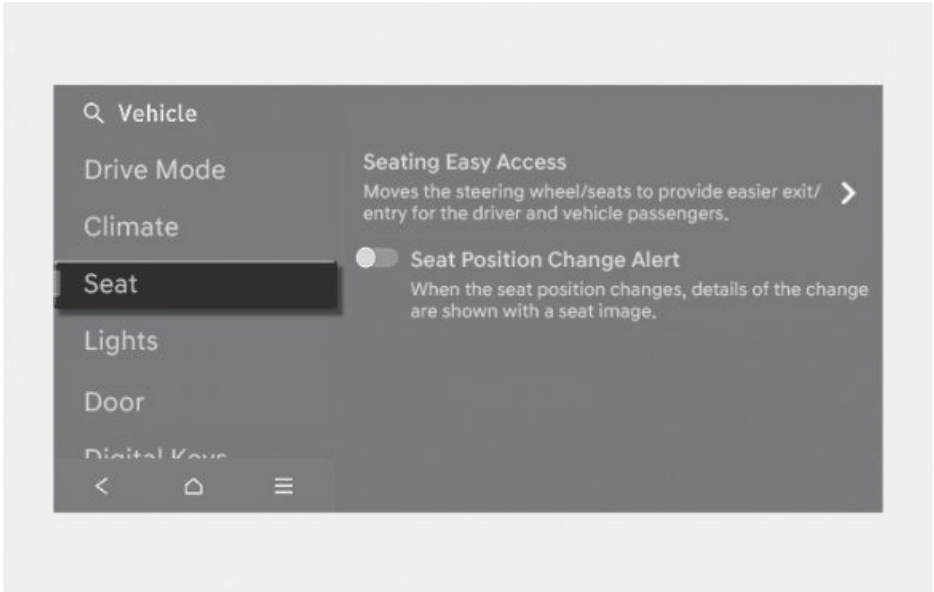 Vehicle
Drive Mode
Climate
Seat
Lights
Door
Digital Keys
Seating Easy Access
Moves the steering wheel/seats to provide easier exit/
entry for the driver and vehicle passengers.
Seat Position Change Alert
When the seat position changes, details of the change
are shown with a seat image.